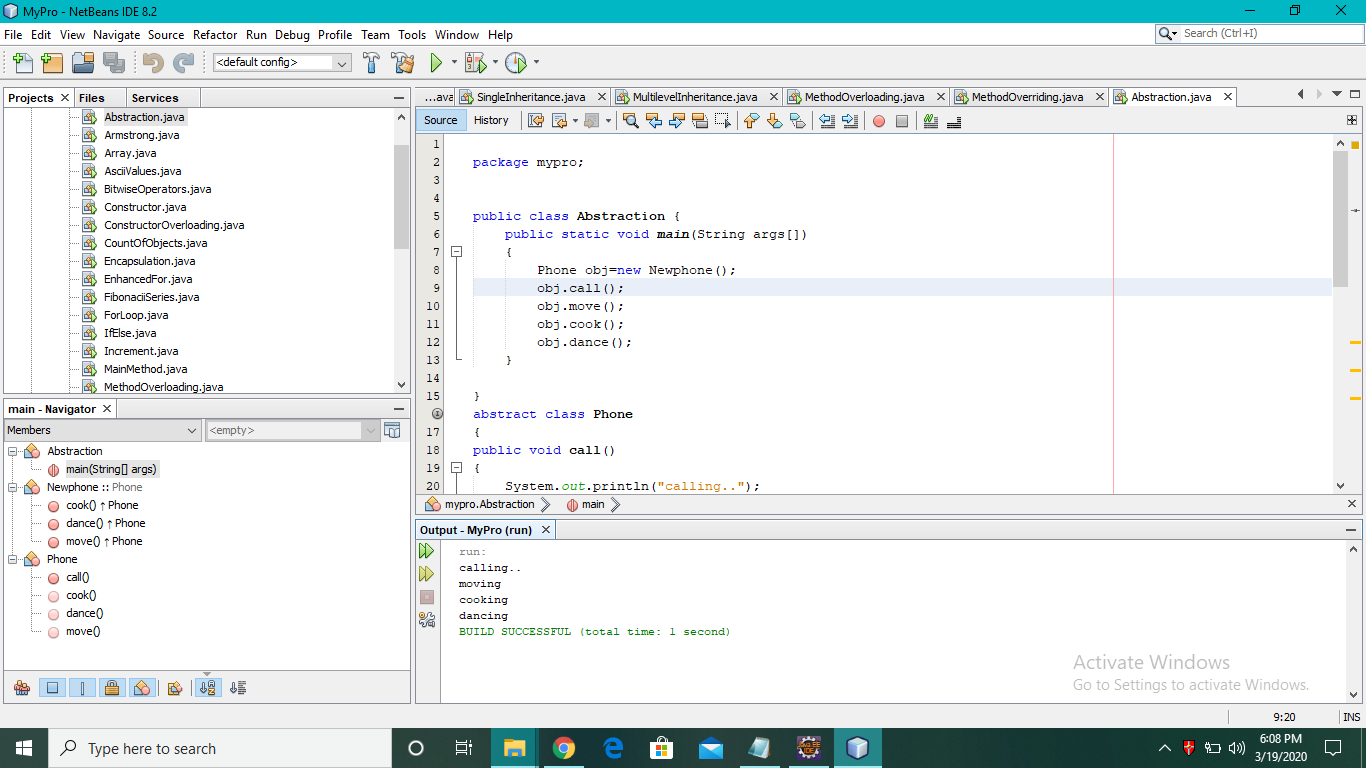 MyPro - NetBeans IDE 8.2
File Edit View Navigate Source Refactor Run Debug Profile Team Tools Window Help
Search (Ctrl+I)
<default config>
Projects Files Services
Abstraction.java
Armstrong.java
Array.java
AsciiValues.java
BitwiseOperators.java
Constructor.java
ConstructorOverloading.java
CountOfObjects.java
Encapsulation.java
EnhancedFor.java
FibonaciiSeries.java
ForLoop.java
IfElse.java
Increment.java
MainMethod.java
MethodOverloading.java
main - Navigator
Members <empty>
Abstraction
main(String[] args)
Newphone :: Phone
cook() ↑ Phone
dance() ↑ Phone
move() ↑ Phone
Phone
call()
cook()
dance()
move()
...ava SingleInheritance.java MultilevelInheritance.java MethodOverloading.java MethodOverriding.java Abstraction.java
Source History
1
2 package mypro;
3
4
5 public class Abstraction {
6 public static void main(String args[])
7 {
8 Phone obj=new Newphone();
9 obj.call();
10 obj.move();
11 obj.cook();
12 obj.dance();
13 }
14
15 }
abstract class Phone
17 {
18 public void call()
19 {
20 System.out.println("calling..");
mypro.Abstraction main
Output - MyPro (run)
run:
calling..
moving
cooking
dancing
BUILD SUCCESSFUL (total time: 1 second)
Activate Windows
Go to Settings to activate Windows.
9:20 INS
Type here to search
6:08 PM
3/19/2020